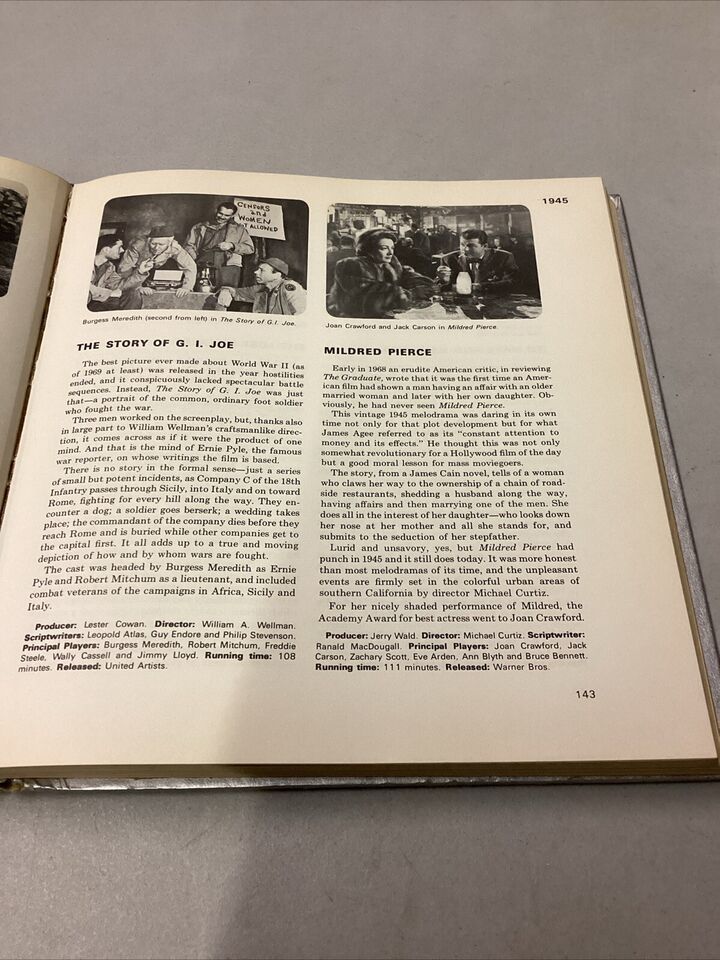 1945
CENSORS
and
WOMEN
NOT ALLOWED
Burgess Meredith (second from left) in The Story of G.I. Joe.
THE STORY OF G. I. JOE
The best picture ever made about World War II (as
of 1969 at least) was released in the year hostilities
ended, and it conspicuously lacked spectacular battle
sequences. Instead, The Story of G. I. Joe was just
that—a portrait of the common, ordinary foot soldier
who fought the war.
Three men worked on the screenplay, but, thanks also
in large part to William Wellman's craftsmanlike direc-
tion, it comes across as if it were the product of one
mind. And that is the mind of Ernie Pyle, the famous
war reporter, on whose writings the film is based.
There is no story in the formal sense—just a series
of small but potent incidents, as Company C of the 18th
Infantry passes through Sicily, into Italy and on toward
Rome, fighting for every hill along the way. They en-
counter a dog; a soldier goes berserk; a wedding takes
place; the commandant of the company dies before they
reach Rome and is buried while other companies get to
the capital first. It all adds up to a true and moving
depiction of how and by whom wars are fought.
The cast was headed by Burgess Meredith as Ernie
Pyle and Robert Mitchum as a lieutenant, and included
combat veterans of the campaigns in Africa, Sicily and
Italy.
Producer: Lester Cowan. Director: William A. Wellman.
Scriptwriters: Leopold Atlas, Guy Endore and Philip Stevenson.
Principal Players: Burgess Meredith, Robert Mitchum, Freddie
Steele, Wally Cassell and Jimmy Lloyd. Running time: 108
minutes. Released: United Artists.
Joan Crawford and Jack Carson in Mildred Pierce.
MILDRED PIERCE
Early in 1968 an erudite American critic, in reviewing
The Graduate, wrote that it was the first time an Amer-
ican film had shown a man having an affair with an older
married woman and later with her own daughter. Ob-
viously, he had never seen Mildred Pierce.
This vintage 1945 melodrama was daring in its own
time not only for that plot development but for what
James Agee referred to as its "constant attention to
money and its effects." He thought this was not only
somewhat revolutionary for a Hollywood film of the day
but a good moral lesson for mass moviegoers.
The story, from a James Cain novel, tells of a woman
who claws her way to the ownership of a chain of road-
side restaurants, shedding a husband along the way,
having affairs and then marrying one of the men. She
does all in the interest of her daughter—who looks down
her nose at her mother and all she stands for, and
submits to the seduction of her stepfather.
Lurid and unsavory, yes, but Mildred Pierce had
punch in 1945 and it still does today. It was more honest
than most melodramas of its time, and the unpleasant
events are firmly set in the colorful urban areas of
southern California by director Michael Curtiz.
For her nicely shaded performance of Mildred, the
Academy Award for best actress went to Joan Crawford.
Producer: Jerry Wald. Director: Michael Curtiz. Scriptwriter:
Ranald MacDougall. Principal Players: Joan Crawford, Jack
Carson, Zachary Scott, Eve Arden, Ann Blyth and Bruce Bennett.
Running time: 111 minutes. Released: Warner Bros.
143